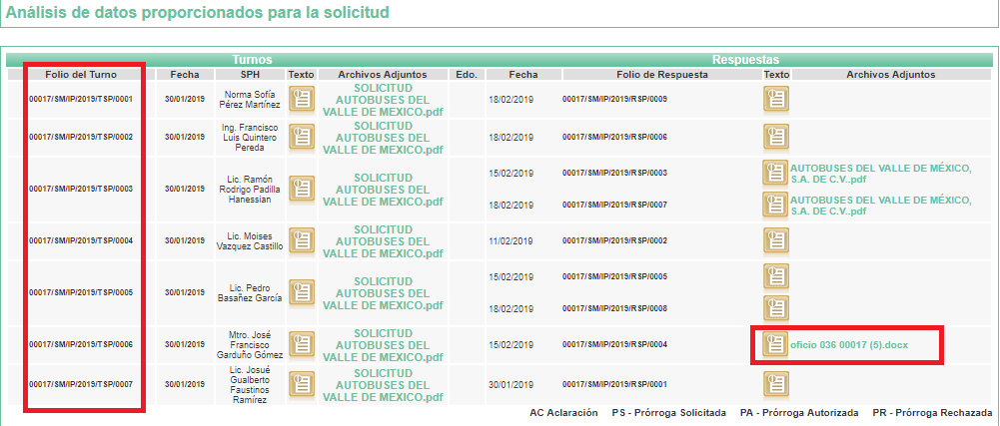 Análisis de datos proporcionados para la solicitud
Turnos Respuestas
Folio del Turno Fecha SPH Texto Archivos Adjuntos Edo. Fecha Folio de Respuesta Texto Archivos Adjuntos
00017/SM/IP/2019/TSP/0001 30/01/2019 Norma Sofía
Pérez Martínez
SOLICITUD
AUTOBUSES DEL
VALLE DE MEXICO.pdf
18/02/2019 00017/SM/IP/2019/RSP/0009
00017/SM/IP/2019/TSP/0002 30/01/2019 Ing. Francisco
Luis Quintero
Pereda
SOLICITUD
AUTOBUSES DEL
VALLE DE MEXICO.pdf
18/02/2019 00017/SM/IP/2019/RSP/0006
00017/SM/IP/2019/TSP/0003 30/01/2019 Lic. Ramón
Rodrigo Padilla
Hanessian
SOLICITUD
AUTOBUSES DEL
VALLE DE MEXICO.pdf
15/02/2019 00017/SM/IP/2019/RSP/0003 AUTOBUSES DEL VALLE DE MÉXICO,
S.A. DE C.V..pdf
18/02/2019 00017/SM/IP/2019/RSP/0007 AUTOBUSES DEL VALLE DE MÉXICO,
S.A. DE C.V..pdf
00017/SM/IP/2019/TSP/0004 30/01/2019 Lic. Moises
Vazquez Castillo
SOLICITUD
AUTOBUSES DEL
VALLE DE MEXICO.pdf
11/02/2019 00017/SM/IP/2019/RSP/0002
00017/SM/IP/2019/TSP/0005 30/01/2019 Lic. Pedro
Basañez García
SOLICITUD
AUTOBUSES DEL
VALLE DE MEXICO.pdf
15/02/2019 00017/SM/IP/2019/RSP/0005
18/02/2019 00017/SM/IP/2019/RSP/0008
00017/SM/IP/2019/TSP/0006 30/01/2019 Mtro. José
Francisco
Garduño Gómez
SOLICITUD
AUTOBUSES DEL
VALLE DE MEXICO.pdf
15/02/2019 00017/SM/IP/2019/RSP/0004 oficio 036 00017 (5).docx
00017/SM/IP/2019/TSP/0007 30/01/2019 Lic. Josué
Gualberto
Faustinos
Ramírez
SOLICITUD
AUTOBUSES DEL
VALLE DE MEXICO.pdf
30/01/2019 00017/SM/IP/2019/RSP/0001
AC Aclaración PS - Prórroga Solicitada PA - Prórroga Autorizada PR - Prórroga Rechazada